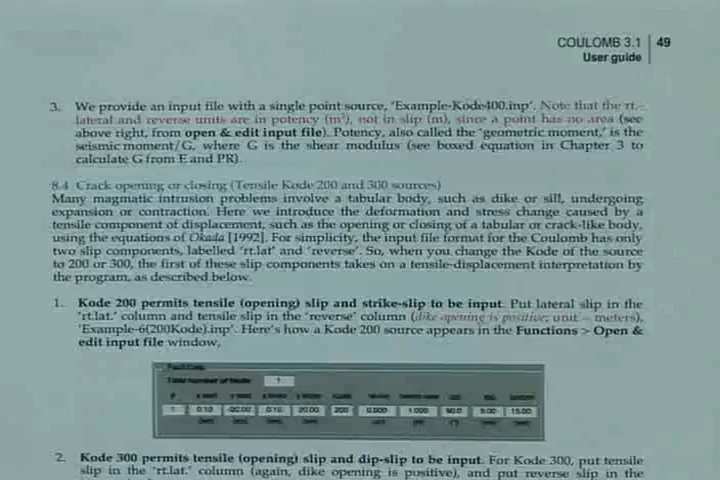 COULOMB 3.1 | 49
User guide
3. We provide an input file with a single point source, 'Example-Kode400.inp'. Note that the rt.-
lateral and reverse units are in potency (m³), not in slip (m), since a point has no area (see
above right, from open & edit input file). Potency, also called the 'geometric moment,' is the
seismic moment/G, where G is the shear modulus (see boxed equation in Chapter 3 to
calculate G from E and PR).
8.4 Crack opening or closing (Tensile Kode 200 and 300 sources)
Many magmatic intrusion problems involve a tabular body, such as dike or sill, undergoing
expansion or contraction. Here we introduce the deformation and stress change caused by a
tensile component of displacement, such as the opening or closing of a tabular or crack-like body,
using the equations of Okada [1992]. For simplicity, the input file format for the Coulomb has only
two slip components, labelled 'rt.lat' and 'reverse'. So, when you change the Kode of the source
to 200 or 300, the first of these slip components takes on a tensile-displacement interpretation by
the program, as described below.
1. Kode 200 permits tensile (opening) slip and strike-slip to be input. Put lateral slip in the
'rt.lat.' column and tensile slip in the 'reverse' column (dike opening is positive; unit – meters),
'Example-6(200Kode).inp'. Here's how a Kode 200 source appears in the Functions > Open &
edit input file window,
Total number of faults 1
1 0.10 -20.00 0.10 20.00 200 0.000 1.000 90.0 5.00 15.00
2. Kode 300 permits tensile (opening) slip and dip-slip to be input. For Kode 300, put tensile
slip in the 'rt.lat.' column (again, dike opening is positive), and put reverse slip in the